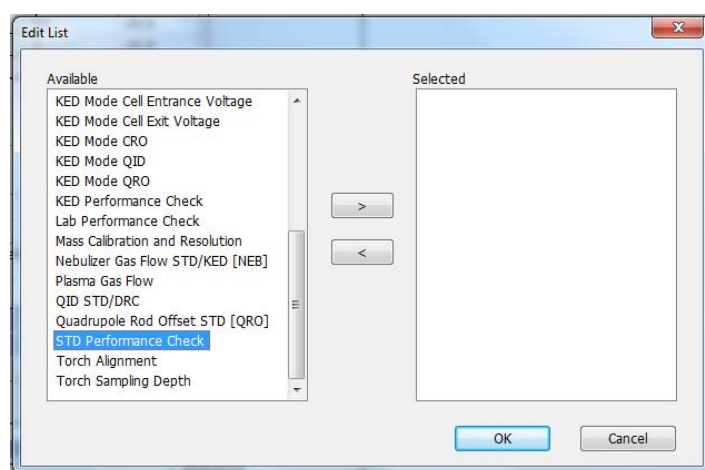 Edit List
Available
Selected
KED Mode Cell Entrance Voltage
KED Mode Cell Exit Voltage
KED Mode CRO
KED Mode QID
KED Mode QRO
KED Performance Check
Lab Performance Check
Mass Calibration and Resolution
Nebulizer Gas Flow STD/KED [NEB]
Plasma Gas Flow
QID STD/DRC
Quadrupole Rod Offset STD [QRO]
STD Performance Check
Torch Alignment
Torch Sampling Depth
>
<
OK
Cancel